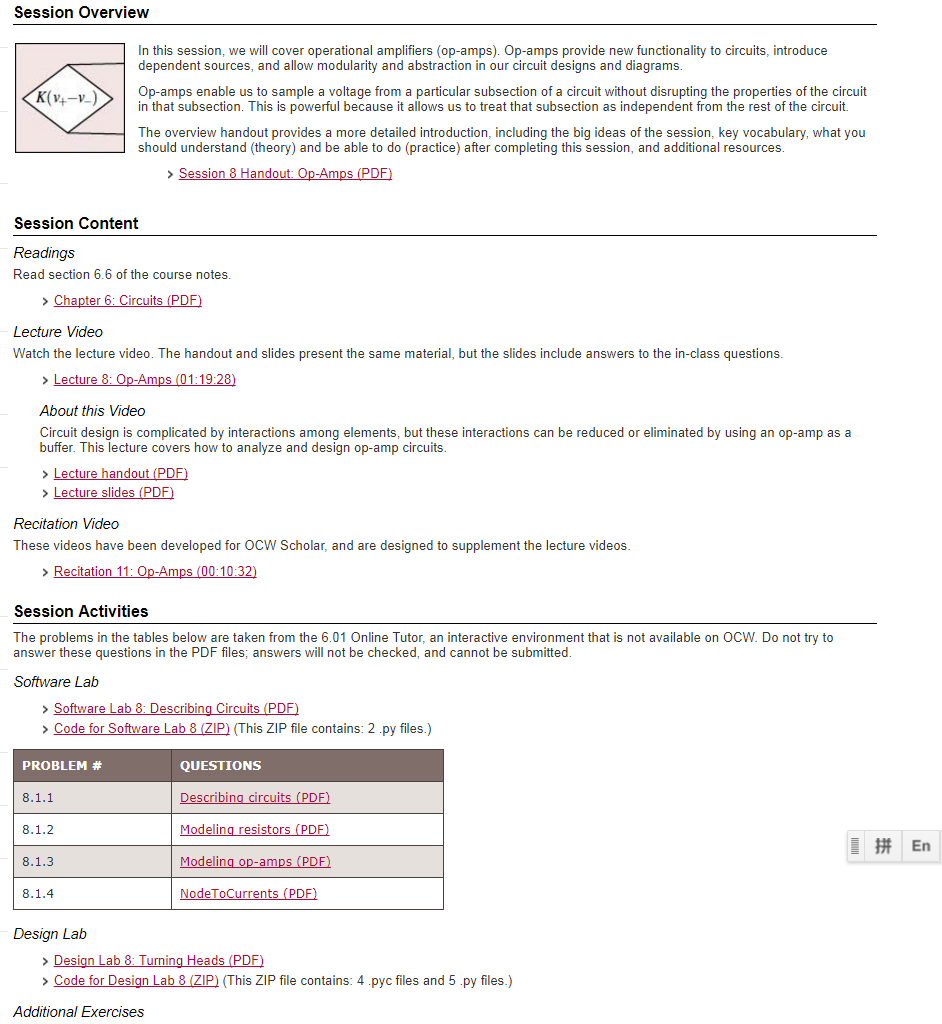 Session Overview
K(v+−v−)
In this session, we will cover operational amplifiers (op-amps). Op-amps provide new functionality to circuits, introduce
dependent sources, and allow modularity and abstraction in our circuit designs and diagrams.
Op-amps enable us to sample a voltage from a particular subsection of a circuit without disrupting the properties of the circuit
in that subsection. This is powerful because it allows us to treat that subsection as independent from the rest of the circuit.
The overview handout provides a more detailed introduction, including the big ideas of the session, key vocabulary, what you
should understand (theory) and be able to do (practice) after completing this session, and additional resources.
› Session 8 Handout: Op-Amps (PDF)
Session Content
Readings
Read section 6.6 of the course notes.
› Chapter 6: Circuits (PDF)
Lecture Video
Watch the lecture video. The handout and slides present the same material, but the slides include answers to the in-class questions.
› Lecture 8: Op-Amps (01:19:28)
About this Video
Circuit design is complicated by interactions among elements, but these interactions can be reduced or eliminated by using an op-amp as a
buffer. This lecture covers how to analyze and design op-amp circuits.
› Lecture handout (PDF)
› Lecture slides (PDF)
Recitation Video
These videos have been developed for OCW Scholar, and are designed to supplement the lecture videos.
› Recitation 11: Op-Amps (00:10:32)
Session Activities
The problems in the tables below are taken from the 6.01 Online Tutor, an interactive environment that is not available on OCW. Do not try to
answer these questions in the PDF files; answers will not be checked, and cannot be submitted.
Software Lab
› Software Lab 8: Describing Circuits (PDF)
› Code for Software Lab 8 (ZIP) (This ZIP file contains: 2 .py files.)
PROBLEM # QUESTIONS
8.1.1 Describing circuits (PDF)
8.1.2 Modeling resistors (PDF)
8.1.3 Modeling op-amps (PDF)
8.1.4 NodeToCurrents (PDF)
拼 En
Design Lab
› Design Lab 8: Turning Heads (PDF)
› Code for Design Lab 8 (ZIP) (This ZIP file contains: 4 .pyc files and 5 .py files.)
Additional Exercises